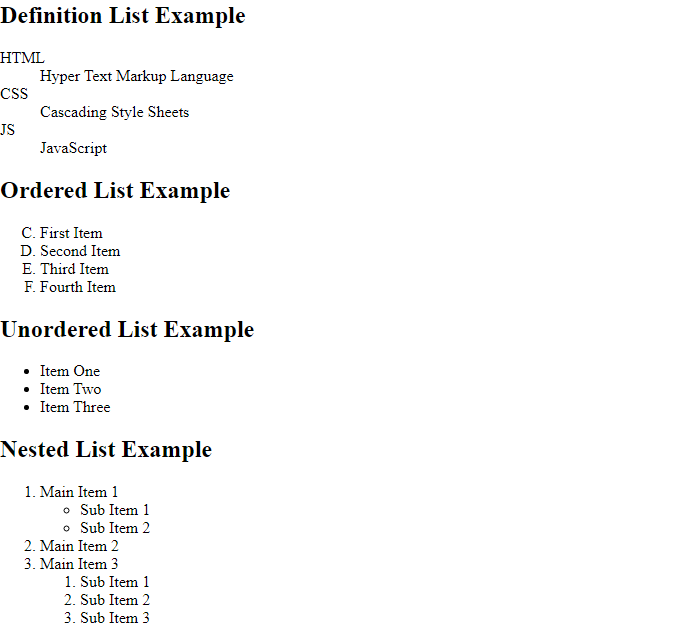 Definition List Example
HTML
Hyper Text Markup Language
CSS
Cascading Style Sheets
JS
JavaScript
Ordered List Example
C. First Item
D. Second Item
E. Third Item
F. Fourth Item
Unordered List Example
• Item One
• Item Two
• Item Three
Nested List Example
1. Main Item 1
◦ Sub Item 1
◦ Sub Item 2
2. Main Item 2
3. Main Item 3
1. Sub Item 1
2. Sub Item 2
3. Sub Item 3